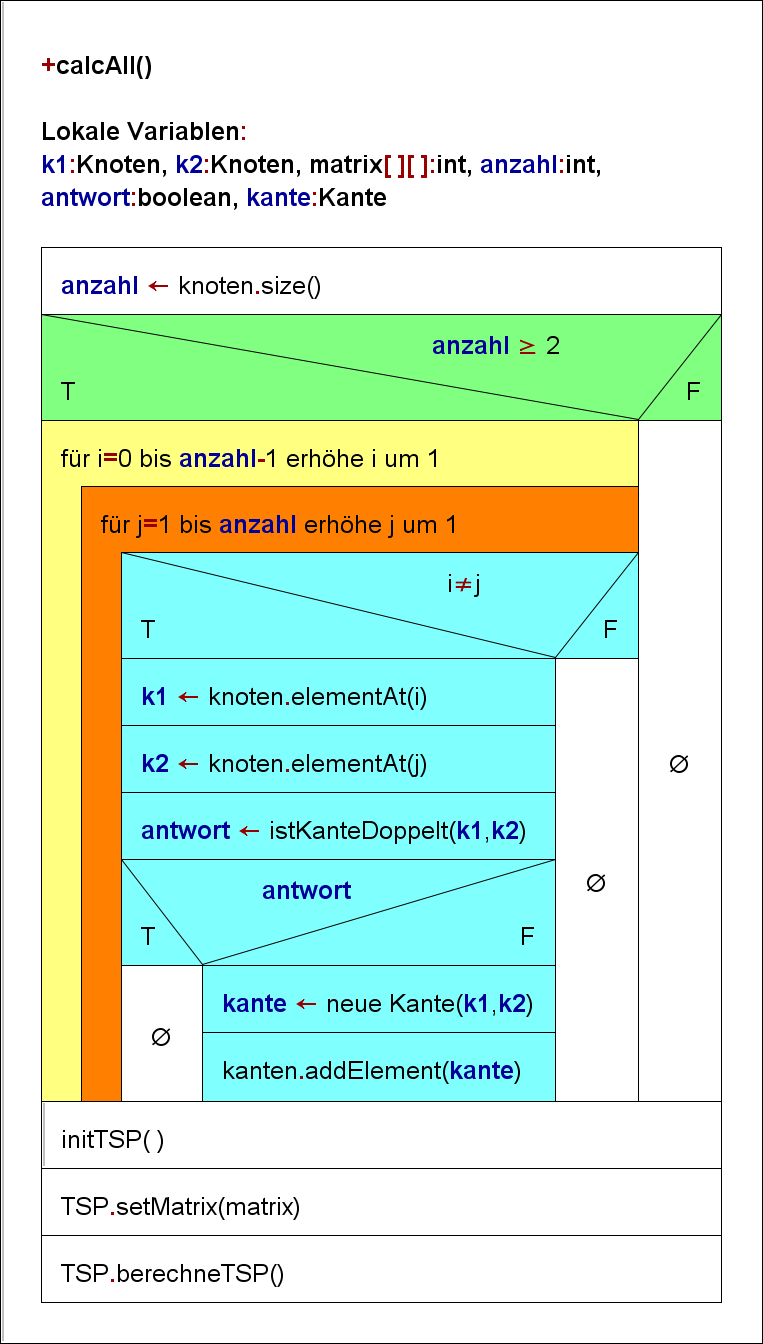 +calcAll()
Lokale Variablen:
k1:Knoten, k2:Knoten, matrix[ ][ ]:int, anzahl:int,
antwort:boolean, kante:Kante
anzahl ← knoten.size()
anzahl ≥ 2
T F
für i=0 bis anzahl-1 erhöhe i um 1
für j=1 bis anzahl erhöhe j um 1
i≠j
T F
k1 ← knoten.elementAt(i)
k2 ← knoten.elementAt(j)
∅
antwort ← istKanteDoppelt(k1,k2)
antwort
∅
T F
kante ← neue Kante(k1,k2)
∅
kanten.addElement(kante)
initTSP( )
TSP.setMatrix(matrix)
TSP.berechneTSP()